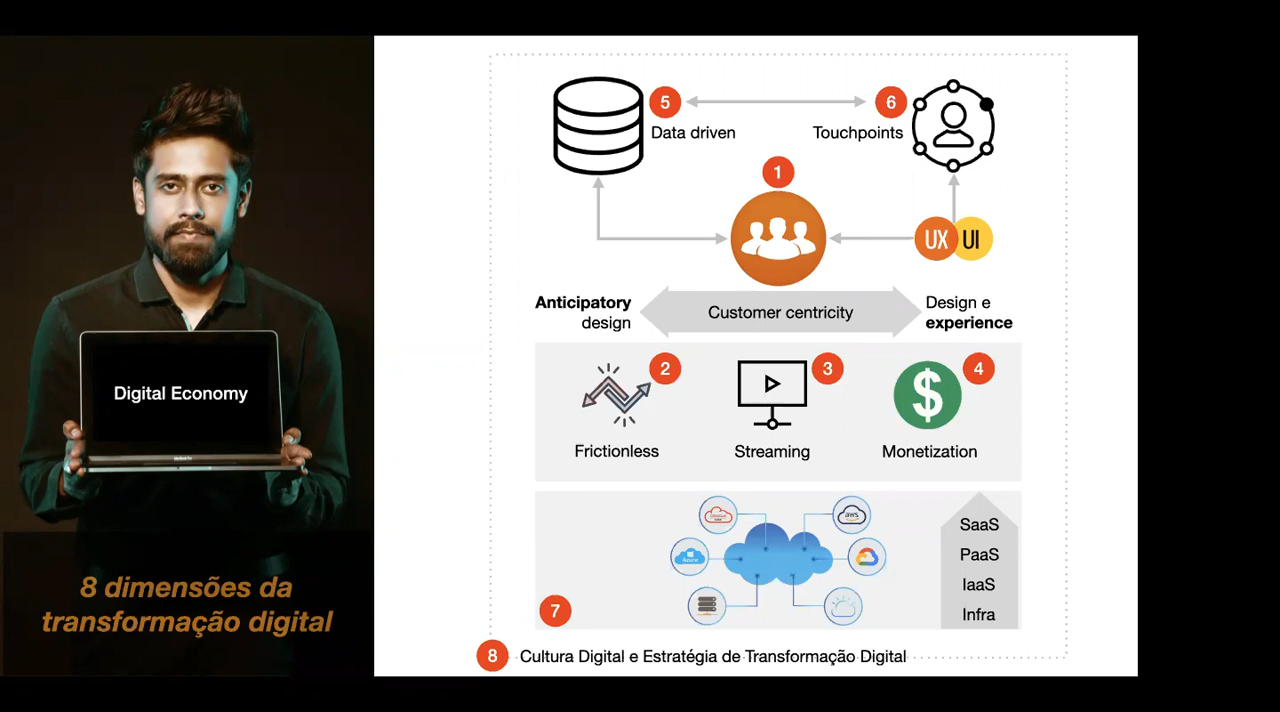 Digital Economy
8 dimensões da
transformação digital
5
Data driven
6
Touchpoints
1
UX UI
Anticipatory
design
Customer centricity
Design e
experience
2
Frictionless
3
Streaming
4
$
Monetization
aws
Azure
SaaS
PaaS
IaaS
Infra
7
8 Cultura Digital e Estratégia de Transformação Digital